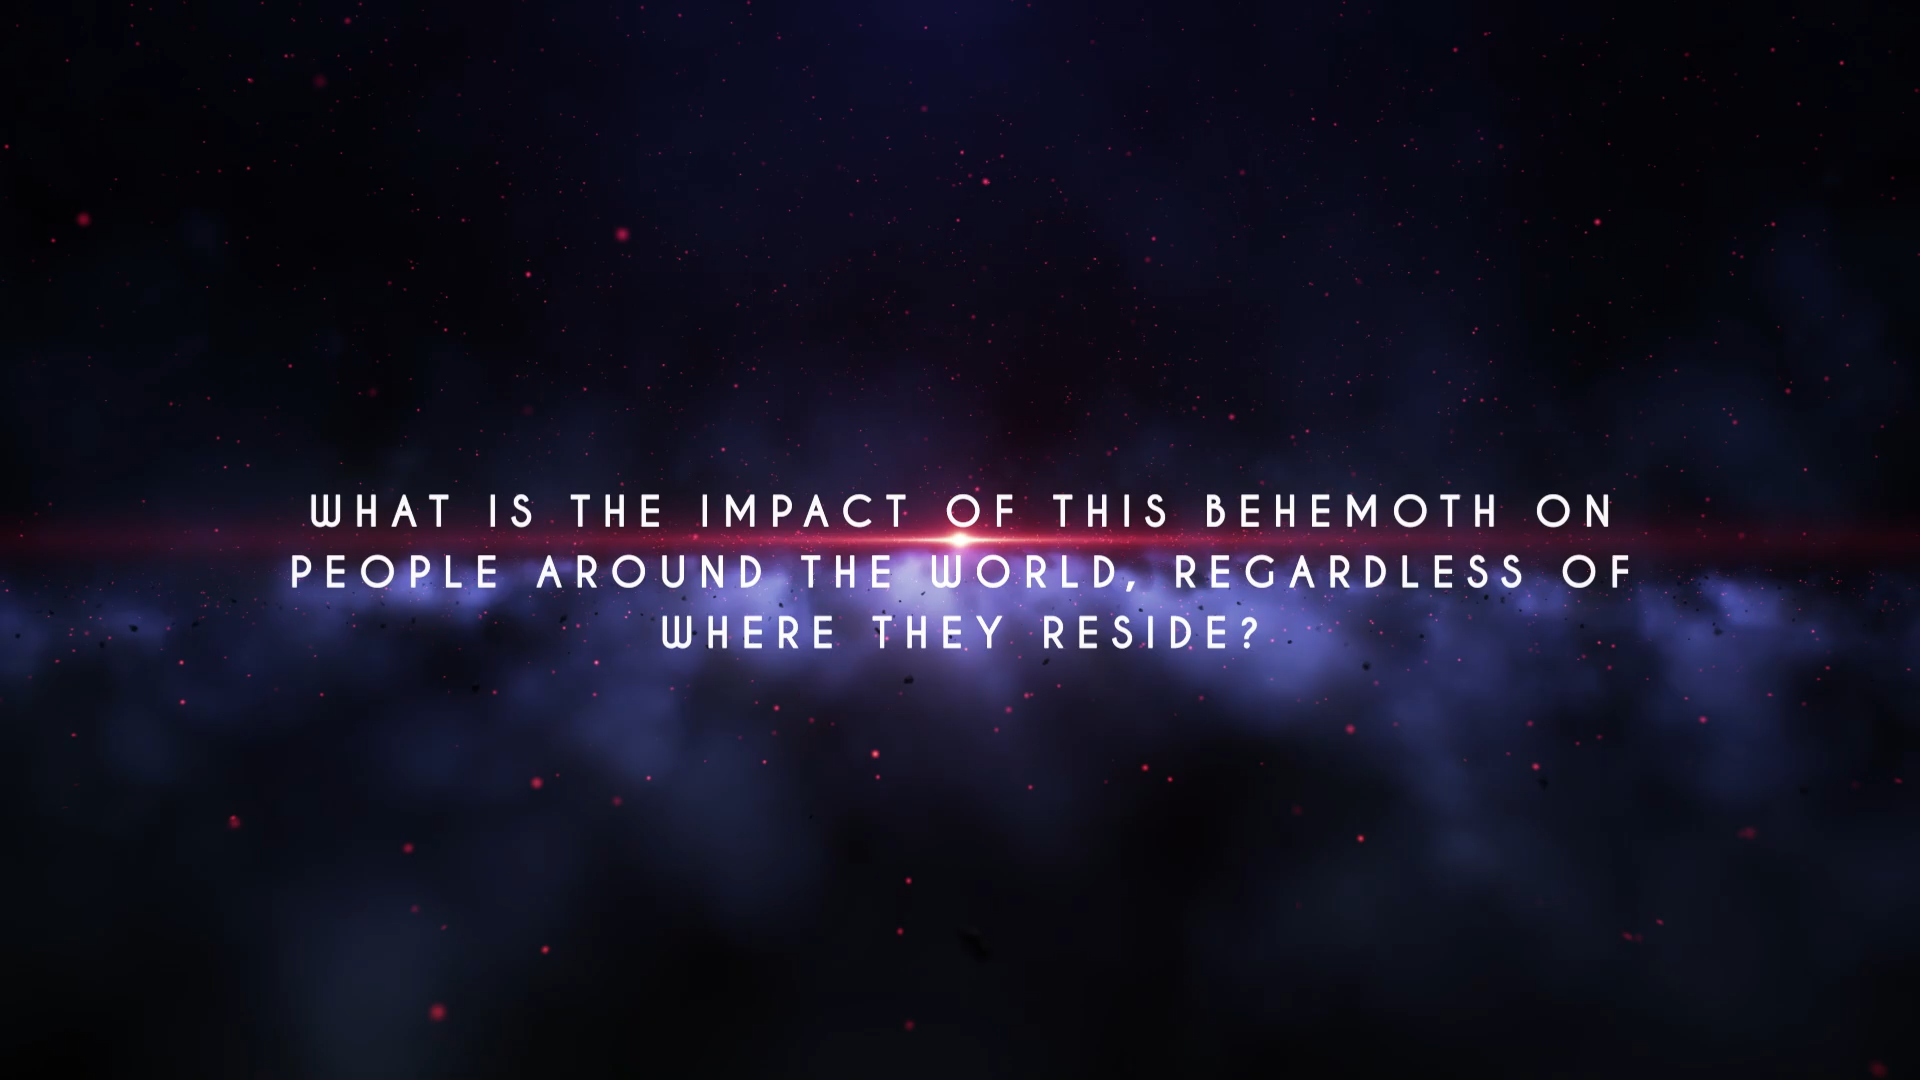 WHAT IS THE IMPACT OF THIS BEHEMOTH ON
PEOPLE AROUND THE WORLD, REGARDLESS OF
WHERE THEY RESIDE?